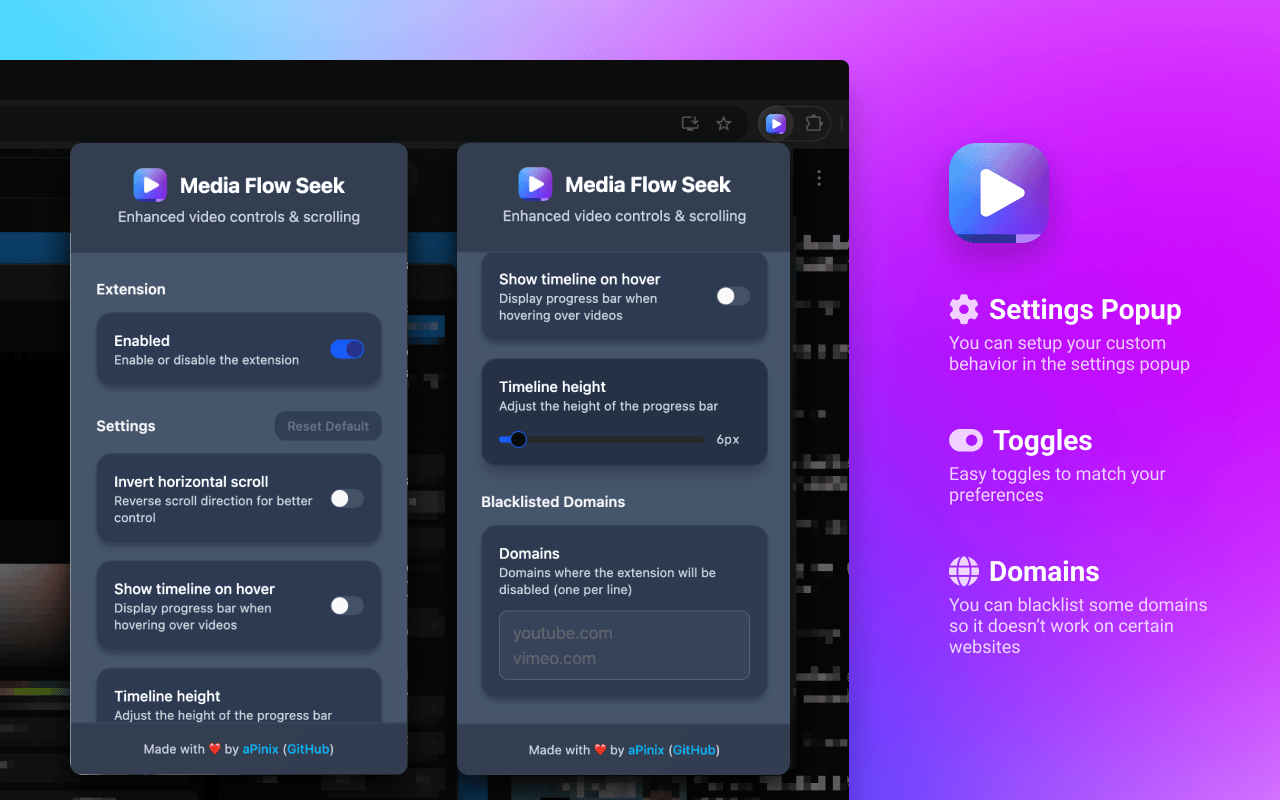 Media Flow Seek
Enhanced video controls & scrolling
Extension
Enabled
Enable or disable the extension
Settings
Reset Default
Invert horizontal scroll
Reverse scroll direction for better
control
Show timeline on hover
Display progress bar when
hovering over videos
Timeline height
Adjust the height of the progress bar
Made with ❤️ by aPinix (GitHub)
Media Flow Seek
Enhanced video controls & scrolling
Show timeline on hover
Display progress bar when
hovering over videos
Timeline height
Adjust the height of the progress bar
6px
Blacklisted Domains
Domains
Domains where the extension will be
disabled (one per line)
youtube.com
vimeo.com
Made with ❤️ by aPinix (GitHub)
Settings Popup
You can setup your custom
behavior in the settings popup
Toggles
Easy toggles to match your
preferences
Domains
You can blacklist some domains
so it doesn’t work on certain
websites